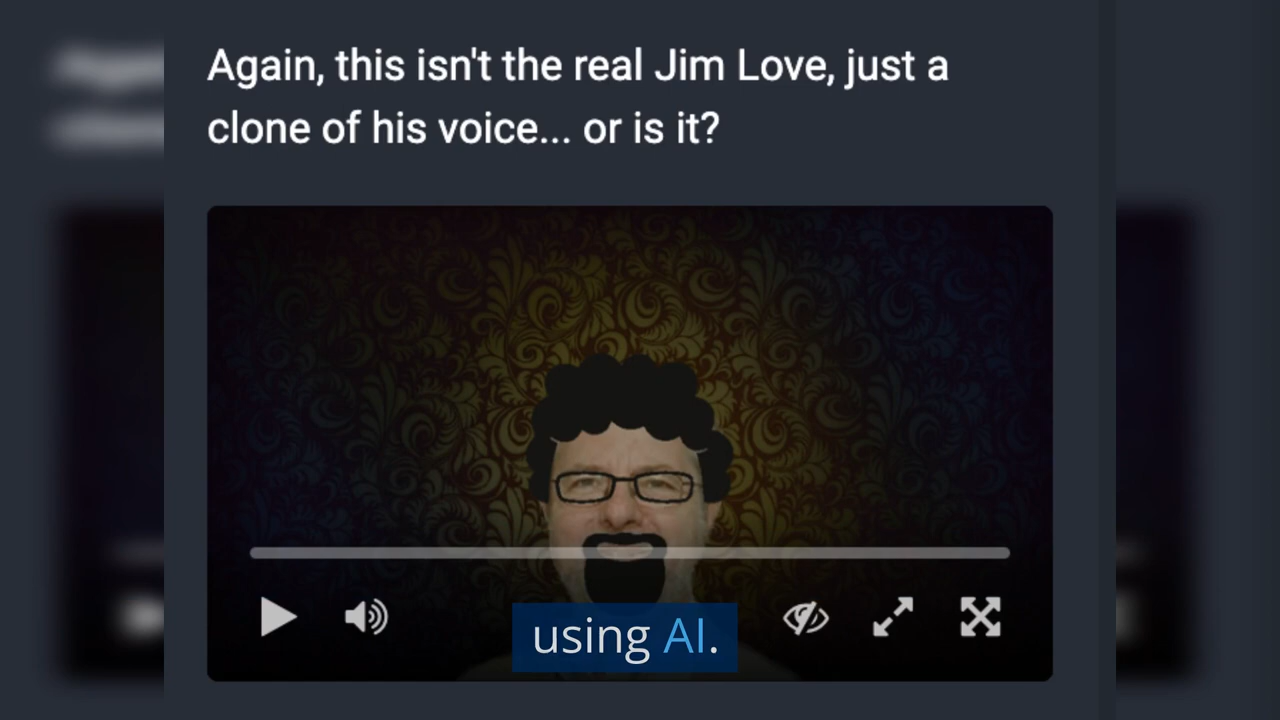 Again, this isn't the real Jim Love, just a
clone of his voice... or is it?
using AI.